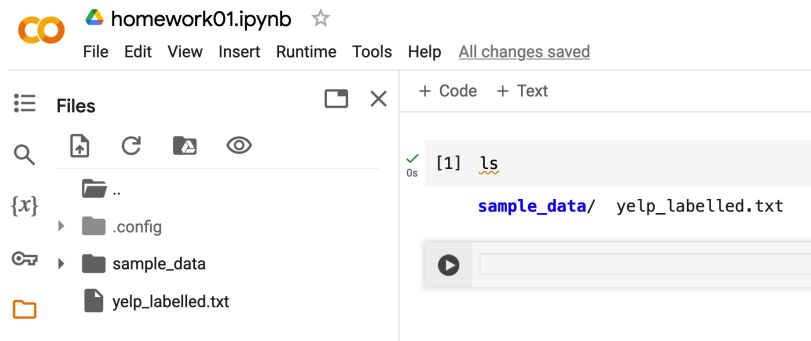 homework01.ipynb
File Edit View Insert Runtime Tools Help All changes saved
Files
+ Code + Text
..
.config
sample_data
yelp_labelled.txt
{x}
0s
[1] ls
sample_data/ yelp_labelled.txt